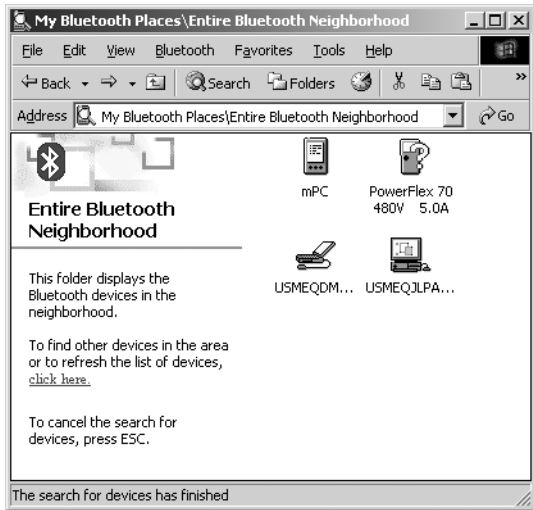 My Bluetooth Places\Entire Bluetooth Neighborhood
File Edit View Bluetooth Favorites Tools Help
Back Search Folders »
Address My Bluetooth Places\Entire Bluetooth Neighborhood Go
Entire Bluetooth
Neighborhood
This folder displays the
Bluetooth devices in the
neighborhood.
To find other devices in the area
or to refresh the list of devices,
click here.
To cancel the search for
devices, press ESC.
mPC
PowerFlex 70
480V 5.0A
USMEQDM...
USMEQJLPA...
The search for devices has finished